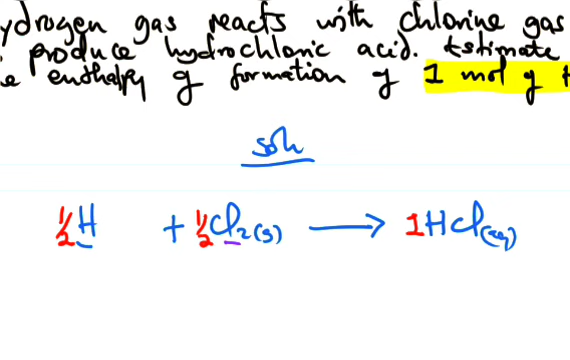 ydrogen gas reacts with chlorine gas
produce hydrochloric acid. Estimate
e enthalpy of formation of 1 mol of H
soln
½H + ½Cl₂(g) ⟶ 1HCl(aq)